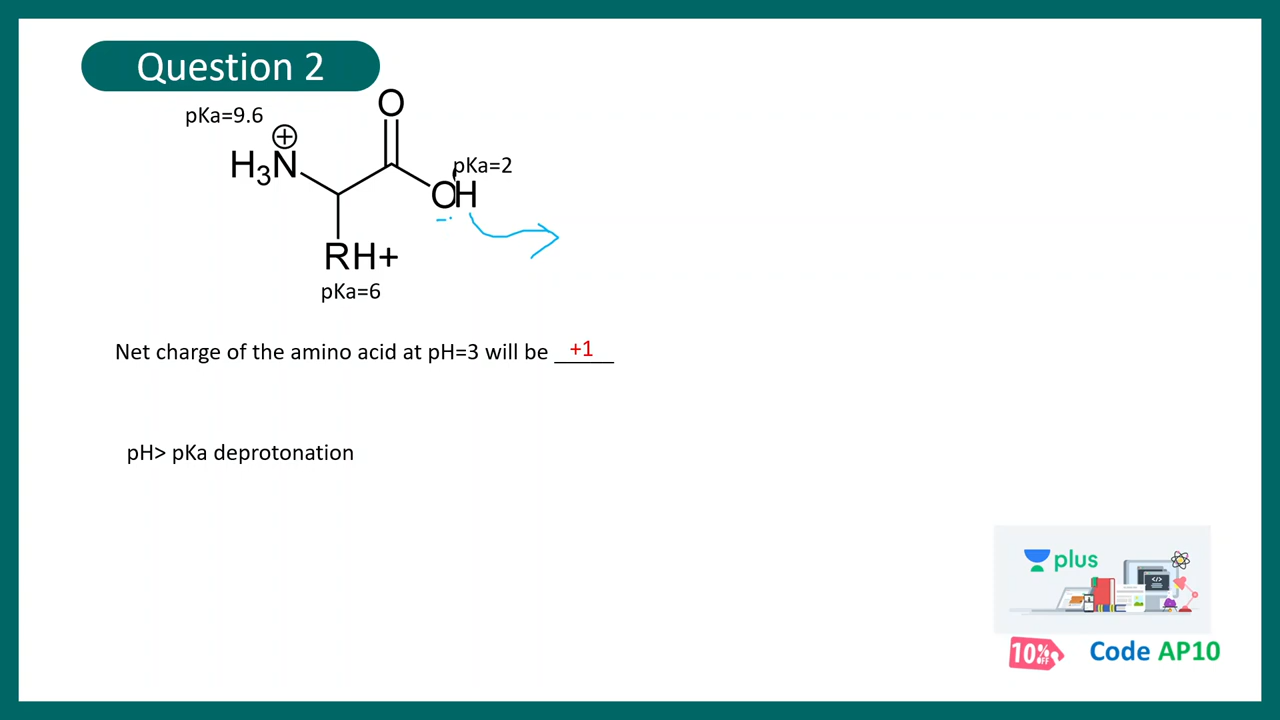 Question 2
pKa=9.6
O
H3N⊕
pKa=2
OH
RH+
pKa=6
Net charge of the amino acid at pH=3 will be +1
pH> pKa deprotonation
plus
10% OFF
Code AP10